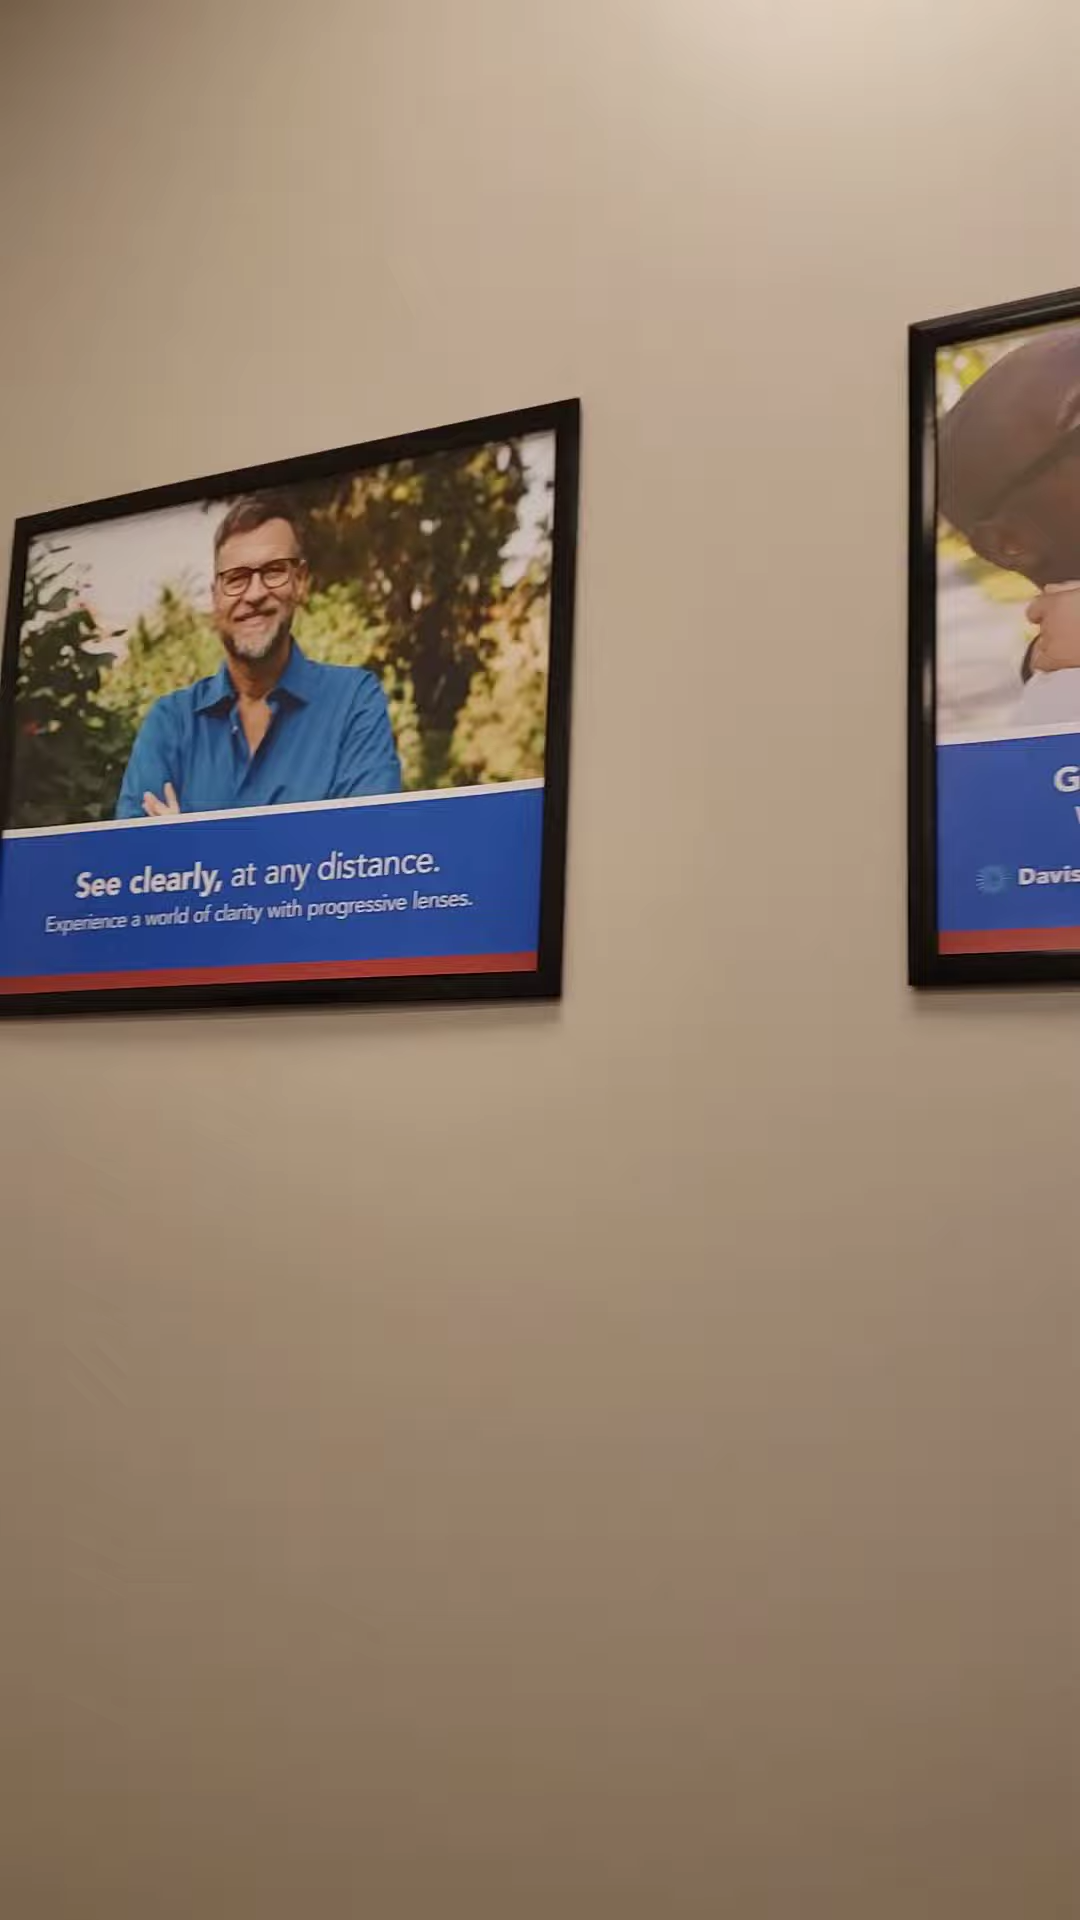 See clearly, at any distance.
Experience a world of clarity with progressive lenses.
G
Davis